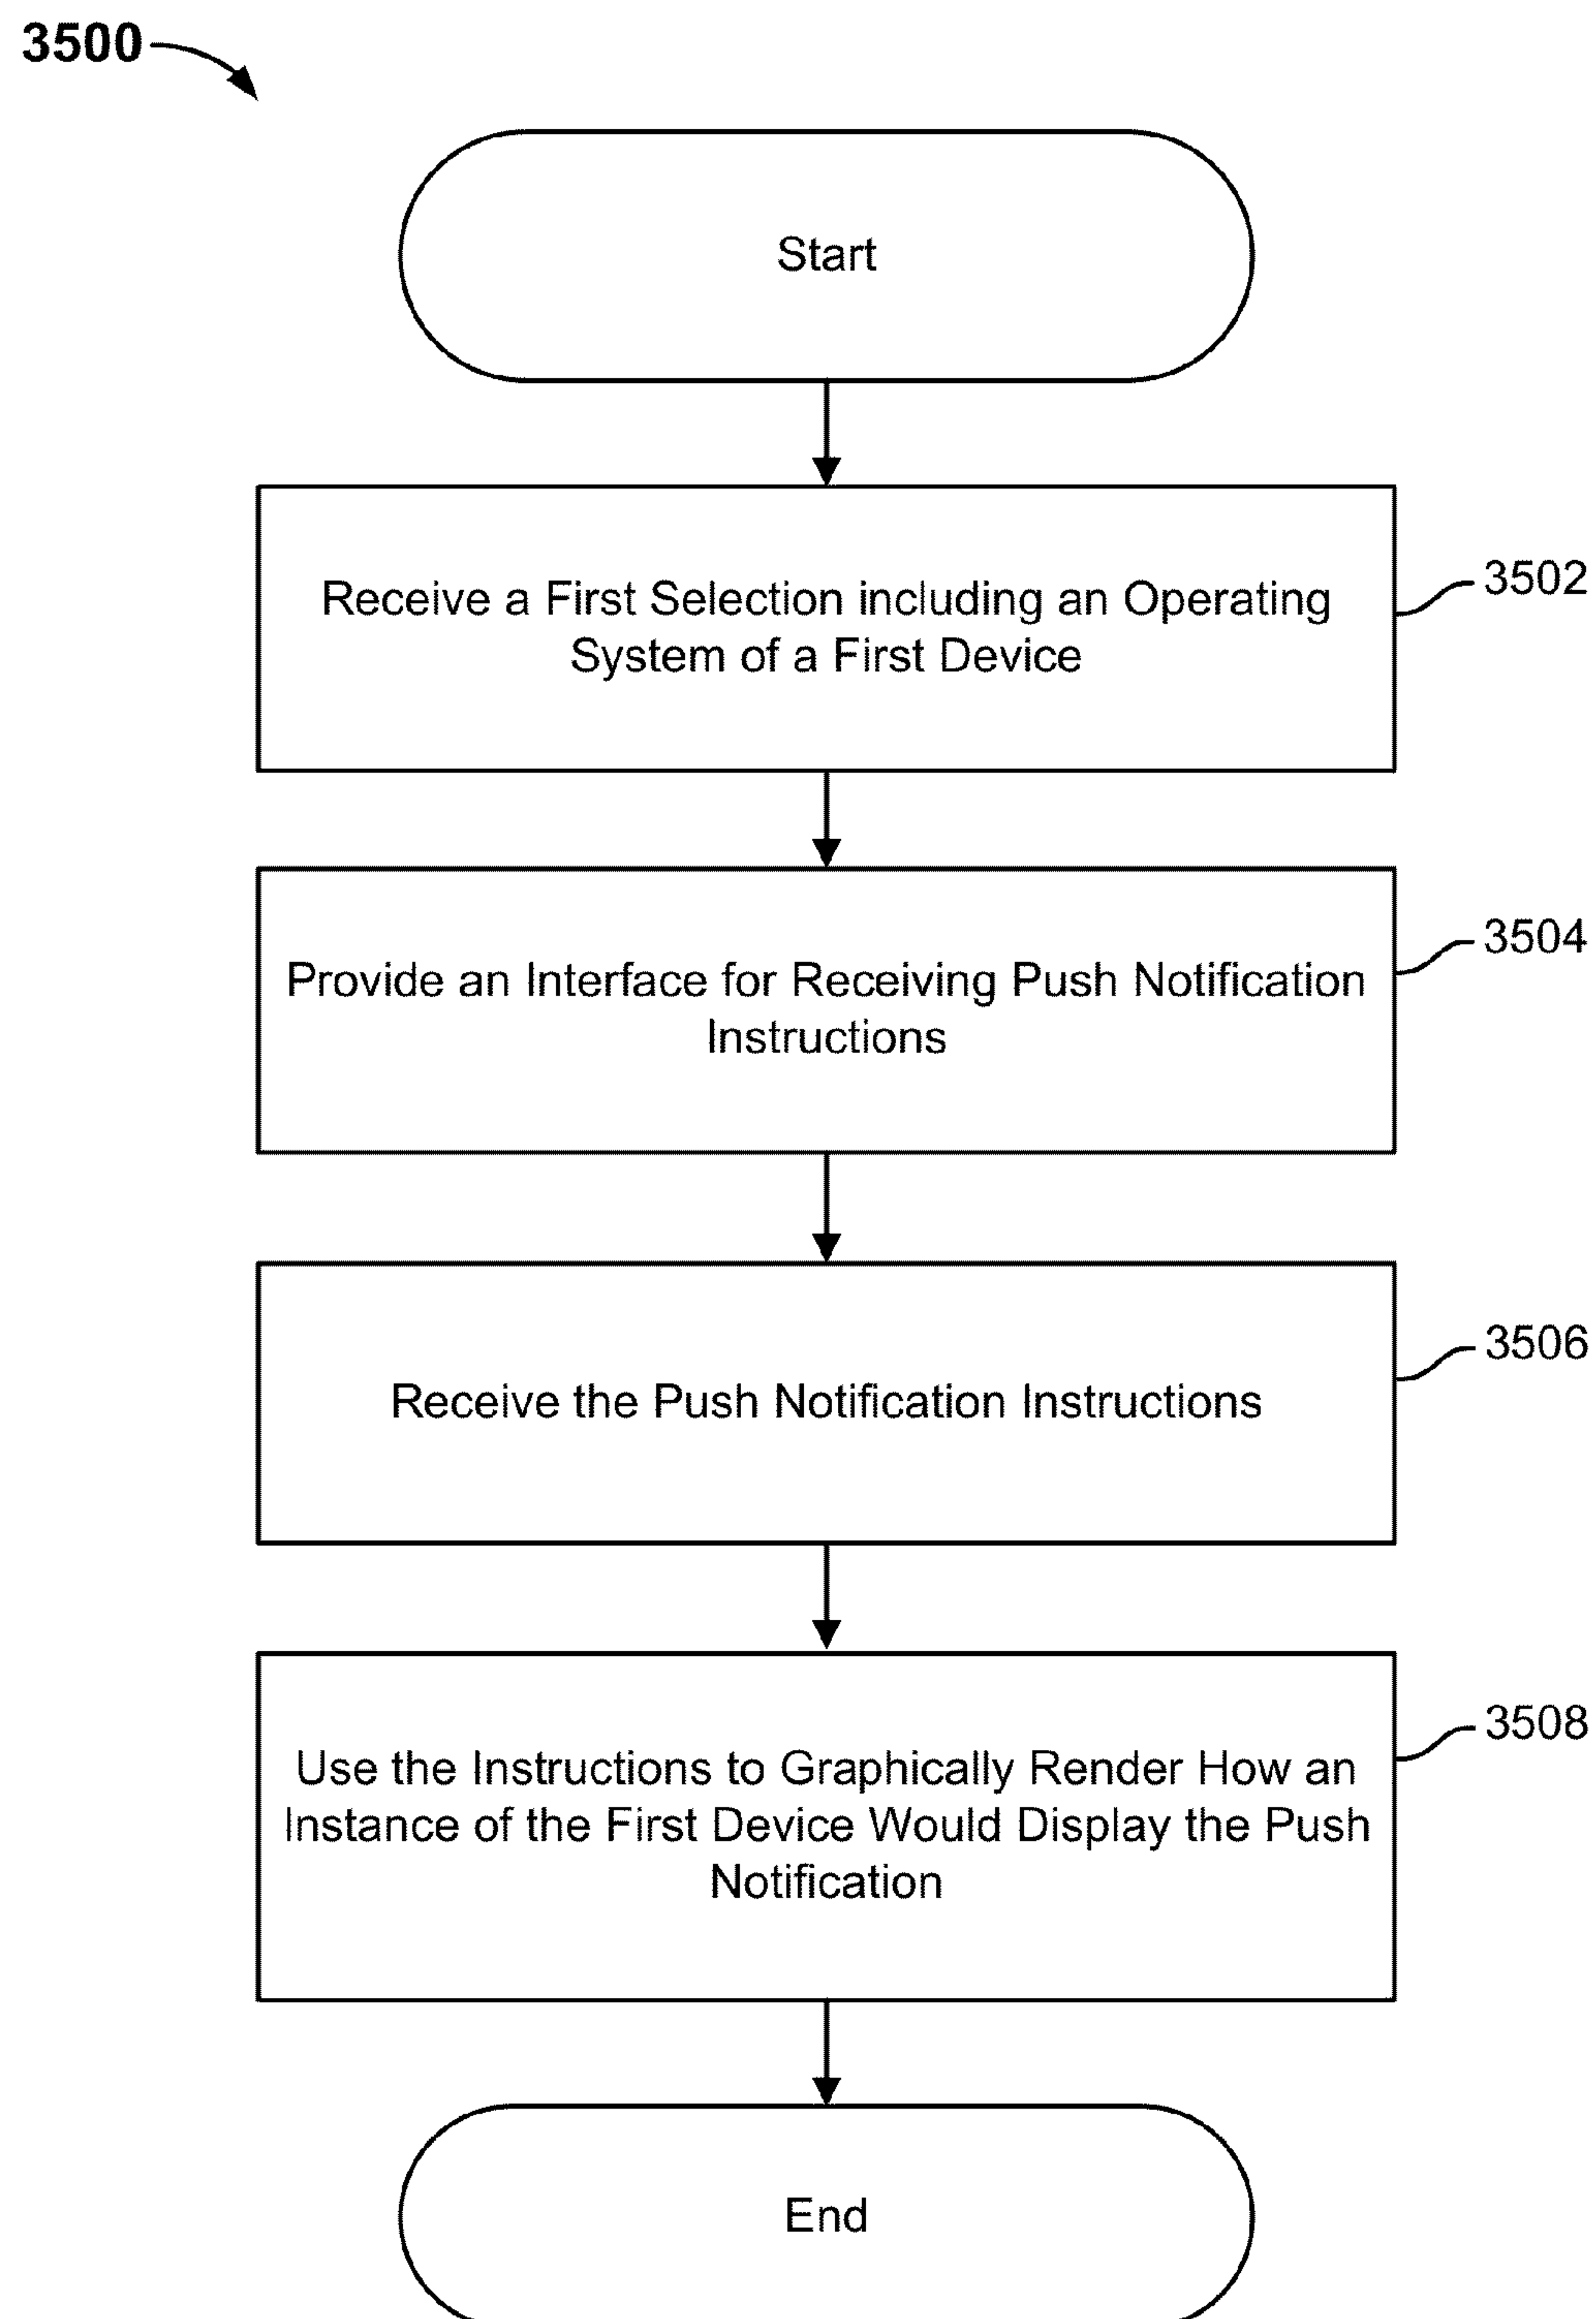 3500
Start
Receive a First Selection including an Operating
System of a First Device
3502
Provide an Interface for Receiving Push Notification
Instructions
3504
Receive the Push Notification Instructions
3506
Use the Instructions to Graphically Render How an
Instance of the First Device Would Display the Push
Notification
3508
End